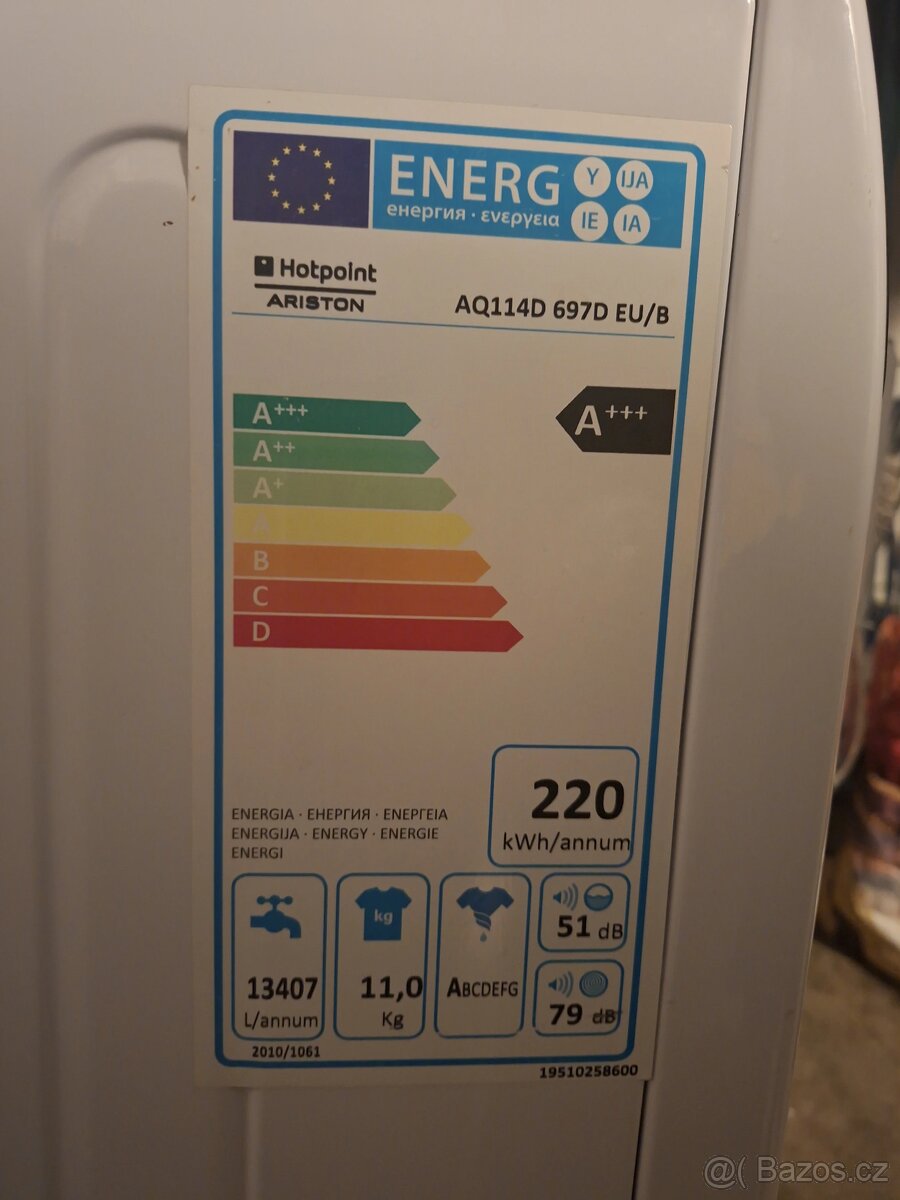 ENERG Y IJA
енергия · ενεργεια IE IA
Hotpoint
ARISTON
AQ114D 697D EU/B
A+++
A+++
A++
A+
A
B
C
D
220
kWh/annum
ENERGIA · ЕНЕРГИЯ · ΕΝΕΡΓΕΙΑ
ENERGIJA · ENERGY · ENERGIE
ENERGI
13407
L/annum
kg
11,0
Kg
ABCDEFG
51 dB
79 dB
2010/1061
19510258600
@( Bazos.cz